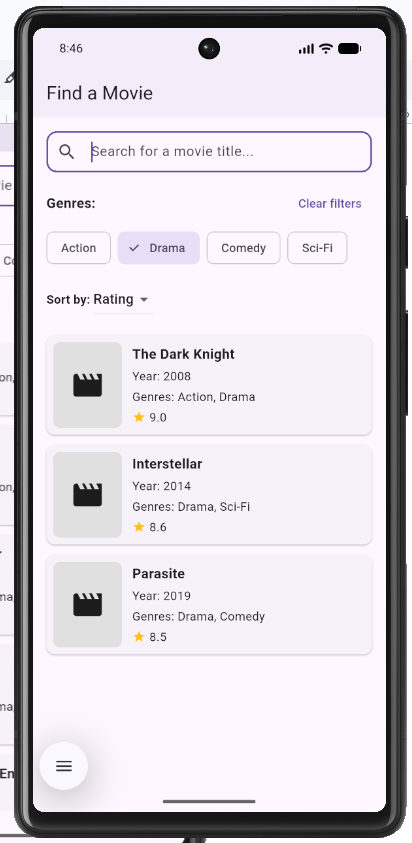 8:46
Find a Movie
Search for a movie title...
Genres:
Clear filters
Action
Drama
Comedy
Sci-Fi
Sort by: Rating
The Dark Knight
Year: 2008
Genres: Action, Drama
9.0
Interstellar
Year: 2014
Genres: Drama, Sci-Fi
8.6
Parasite
Year: 2019
Genres: Drama, Comedy
8.5